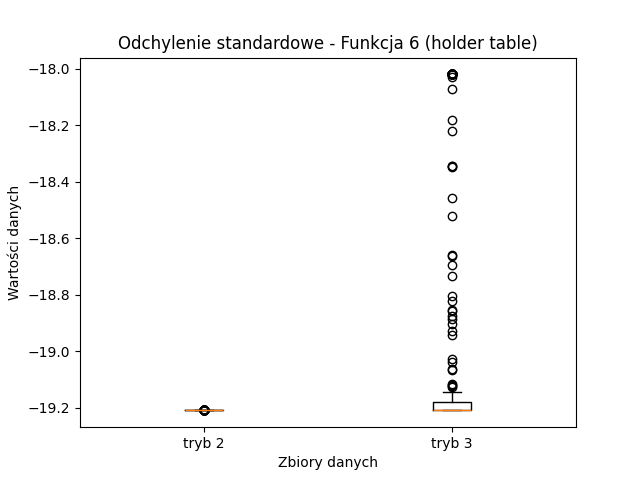 Odchylenie standardowe - Funkcja 6 (holder table)
−18.0
−18.2
−18.4
−18.6
−18.8
−19.0
−19.2
Wartości danych
tryb 2
tryb 3
Zbiory danych